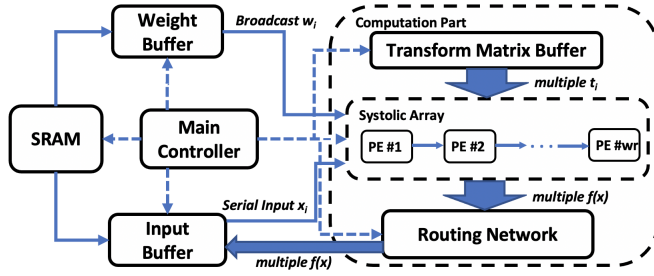 Weight
Buffer
Broadcast wi
Computation Part
Transform Matrix Buffer
multiple ti
SRAM
Main
Controller
Systolic Array
PE #1
PE #2
. . .
PE #wr
Serial Input xi
multiple f(x)
Input
Buffer
Routing Network
multiple f(x)